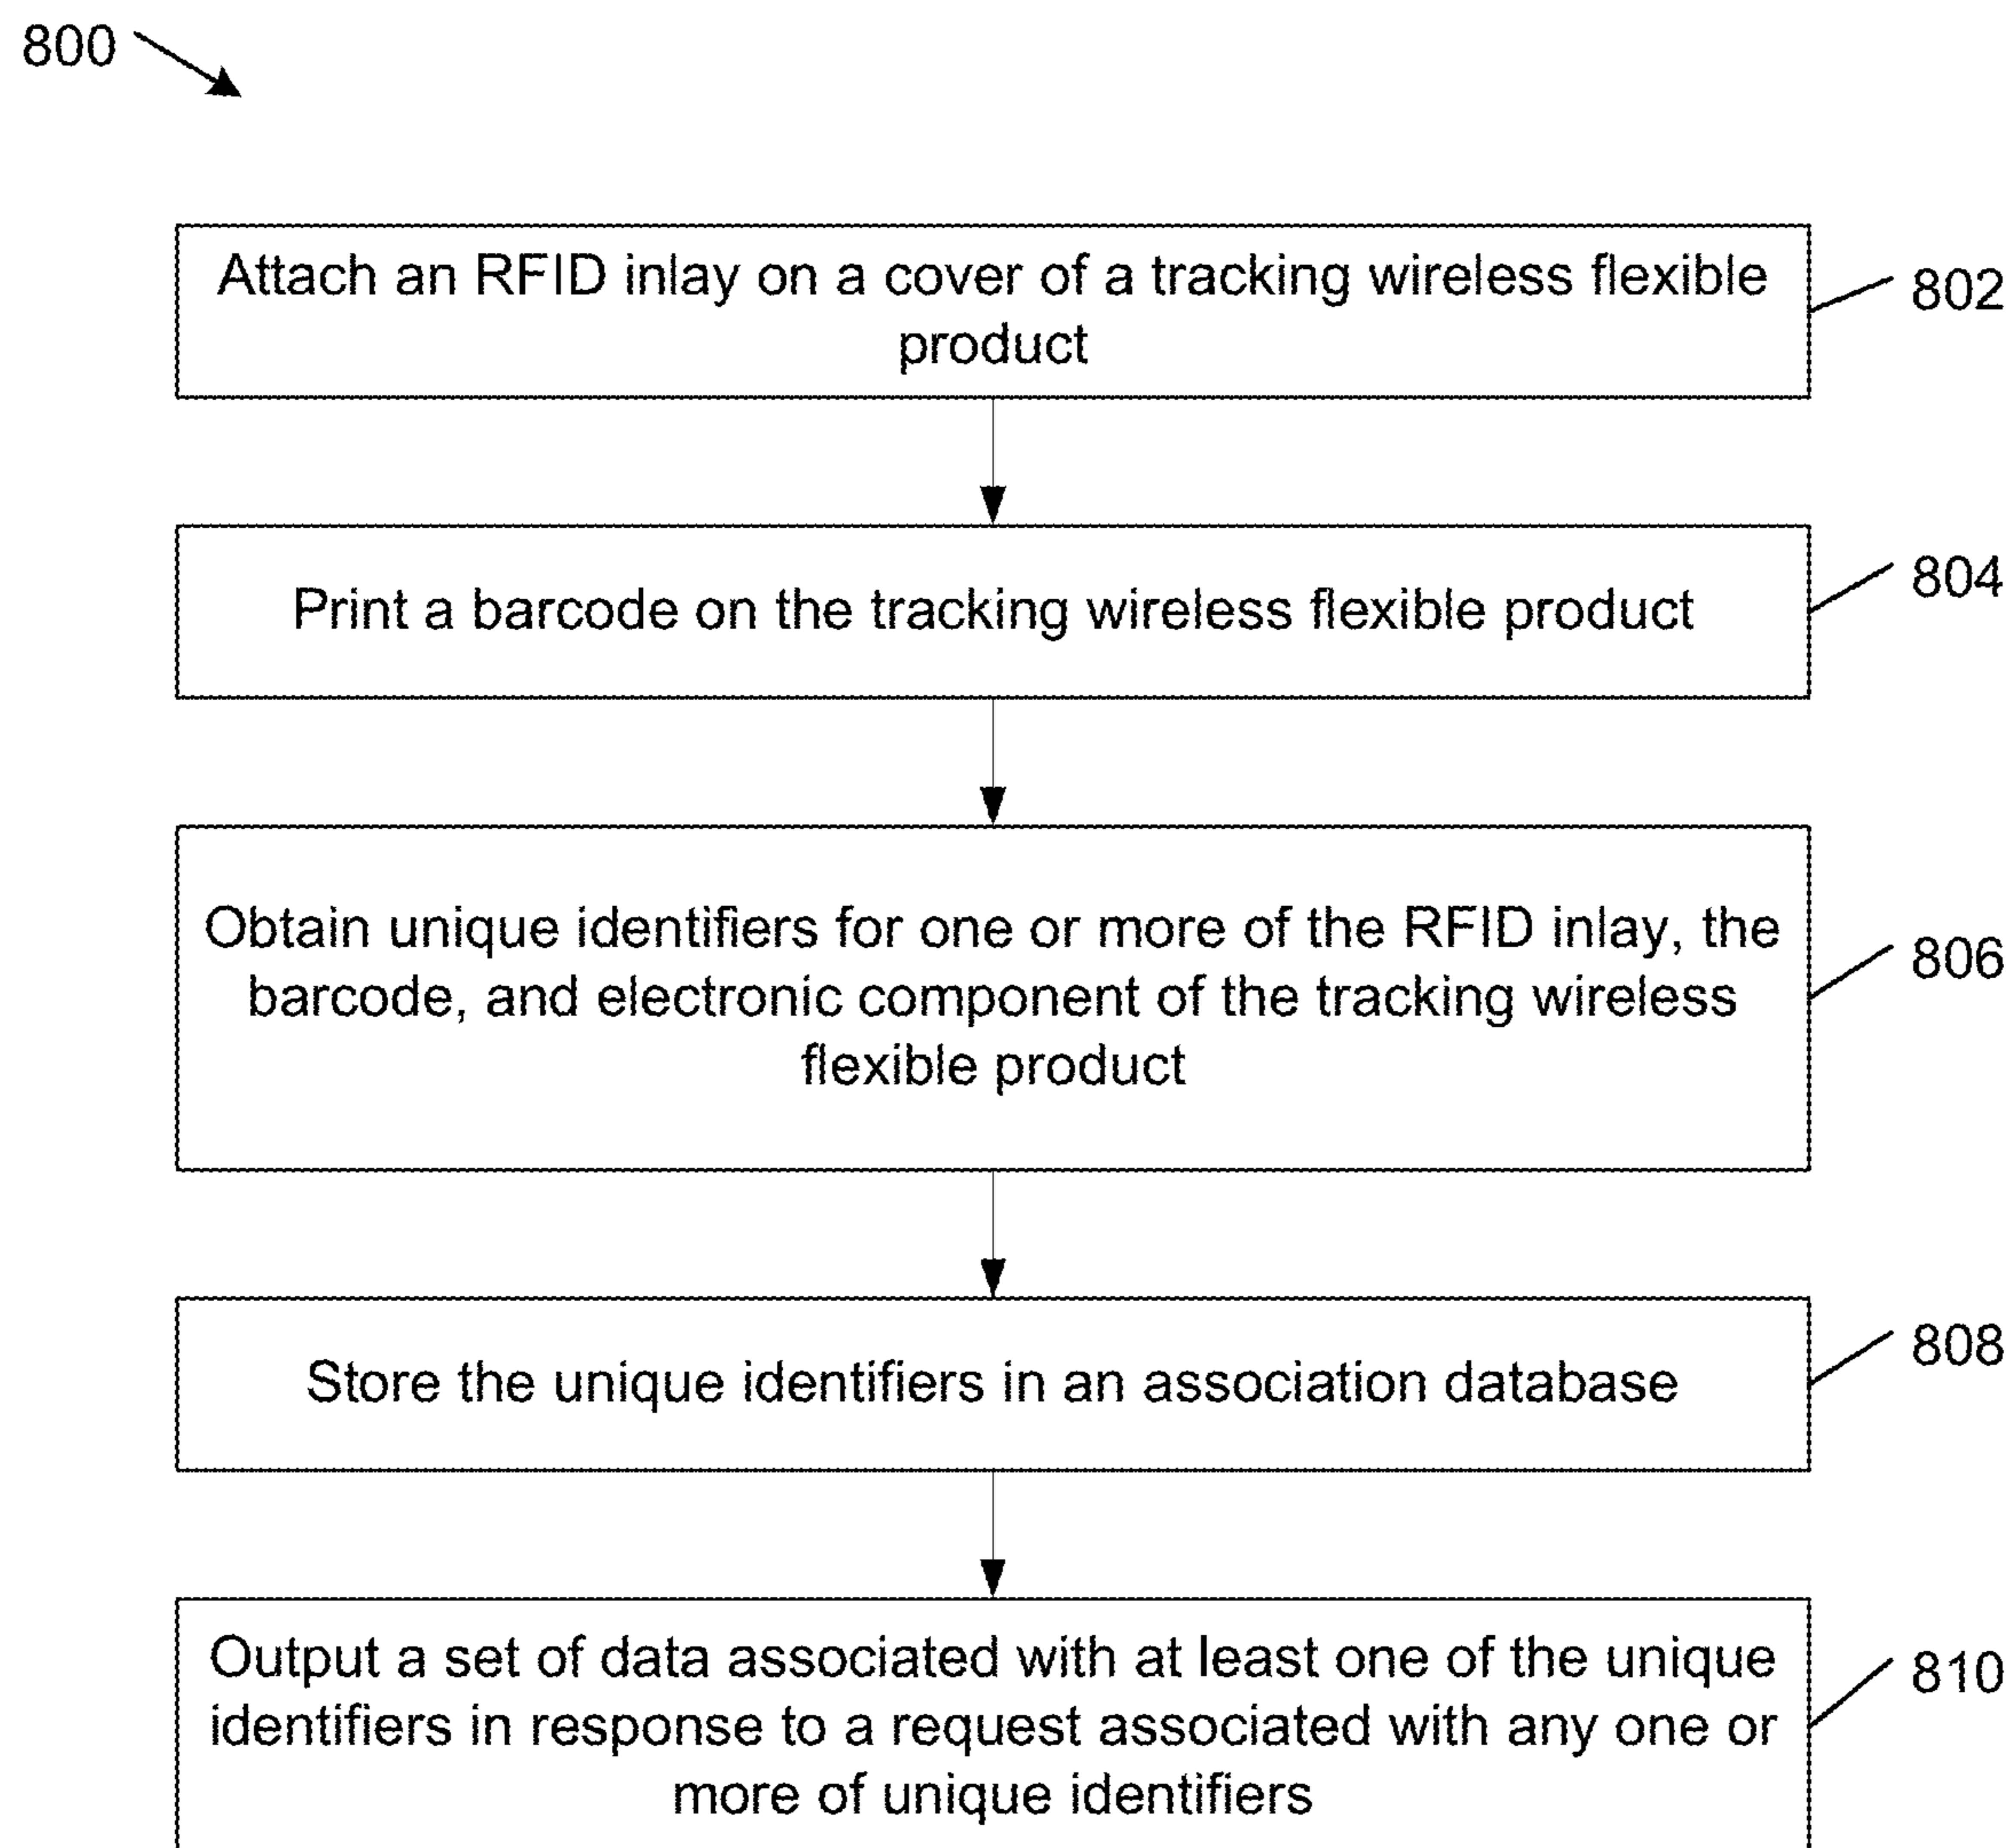 800
Attach an RFID inlay on a cover of a tracking wireless flexible
product
802
Print a barcode on the tracking wireless flexible product
804
Obtain unique identifiers for one or more of the RFID inlay, the
barcode, and electronic component of the tracking wireless
flexible product
806
Store the unique identifiers in an association database
808
Output a set of data associated with at least one of the unique
identifiers in response to a request associated with any one or
more of unique identifiers
810